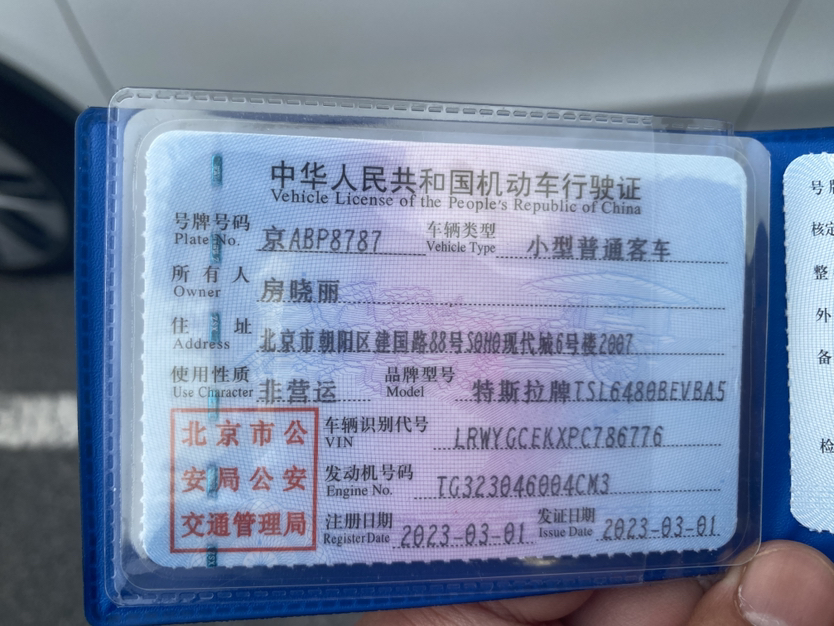 中华人民共和国机动车行驶证
Vehicle License of the People's Republic of China
号牌号码 京ABP8787 车辆类型 小型普通客车
Plate No. Vehicle Type
所有人 房晓丽
Owner
住址 北京市朝阳区建国路88号SOHO现代城6号楼2007
Address
使用性质 非营运 品牌型号 特斯拉牌TSL6480BEVBA5
Use Character Model
北京市公安局公安交通管理局
车辆识别代号 LRWYGCEKXPC786776
VIN
发动机号码 TG323046004CM3
Engine No.
注册日期 2023-03-01 发证日期 2023-03-01
Register Date Issue Date
号牌
核定
整
外
备
检